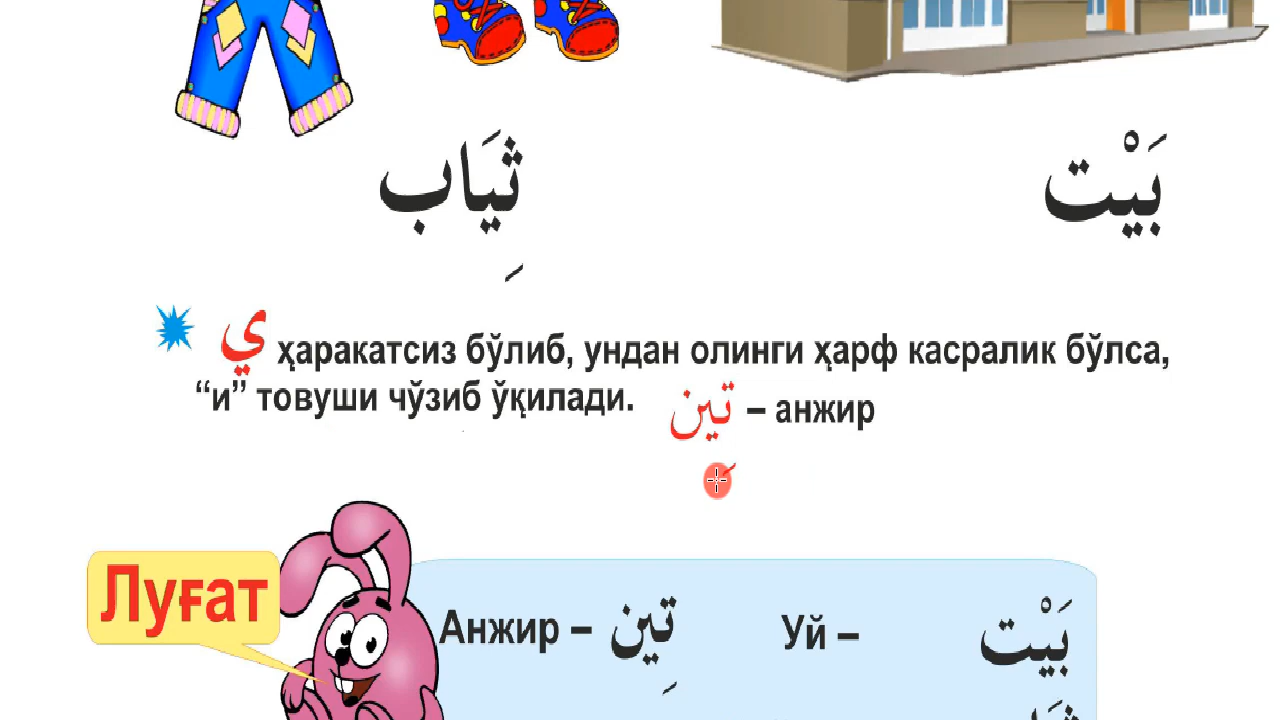 ثِيَاب
بَيْت
ي ҳаракатсиз бўлиб, ундан олинги ҳарф касралик бўлса,
“и” товуши чўзиб ўқилади. تِين – анжир
Луғат
Анжир – تِين
Уй – بَيْت